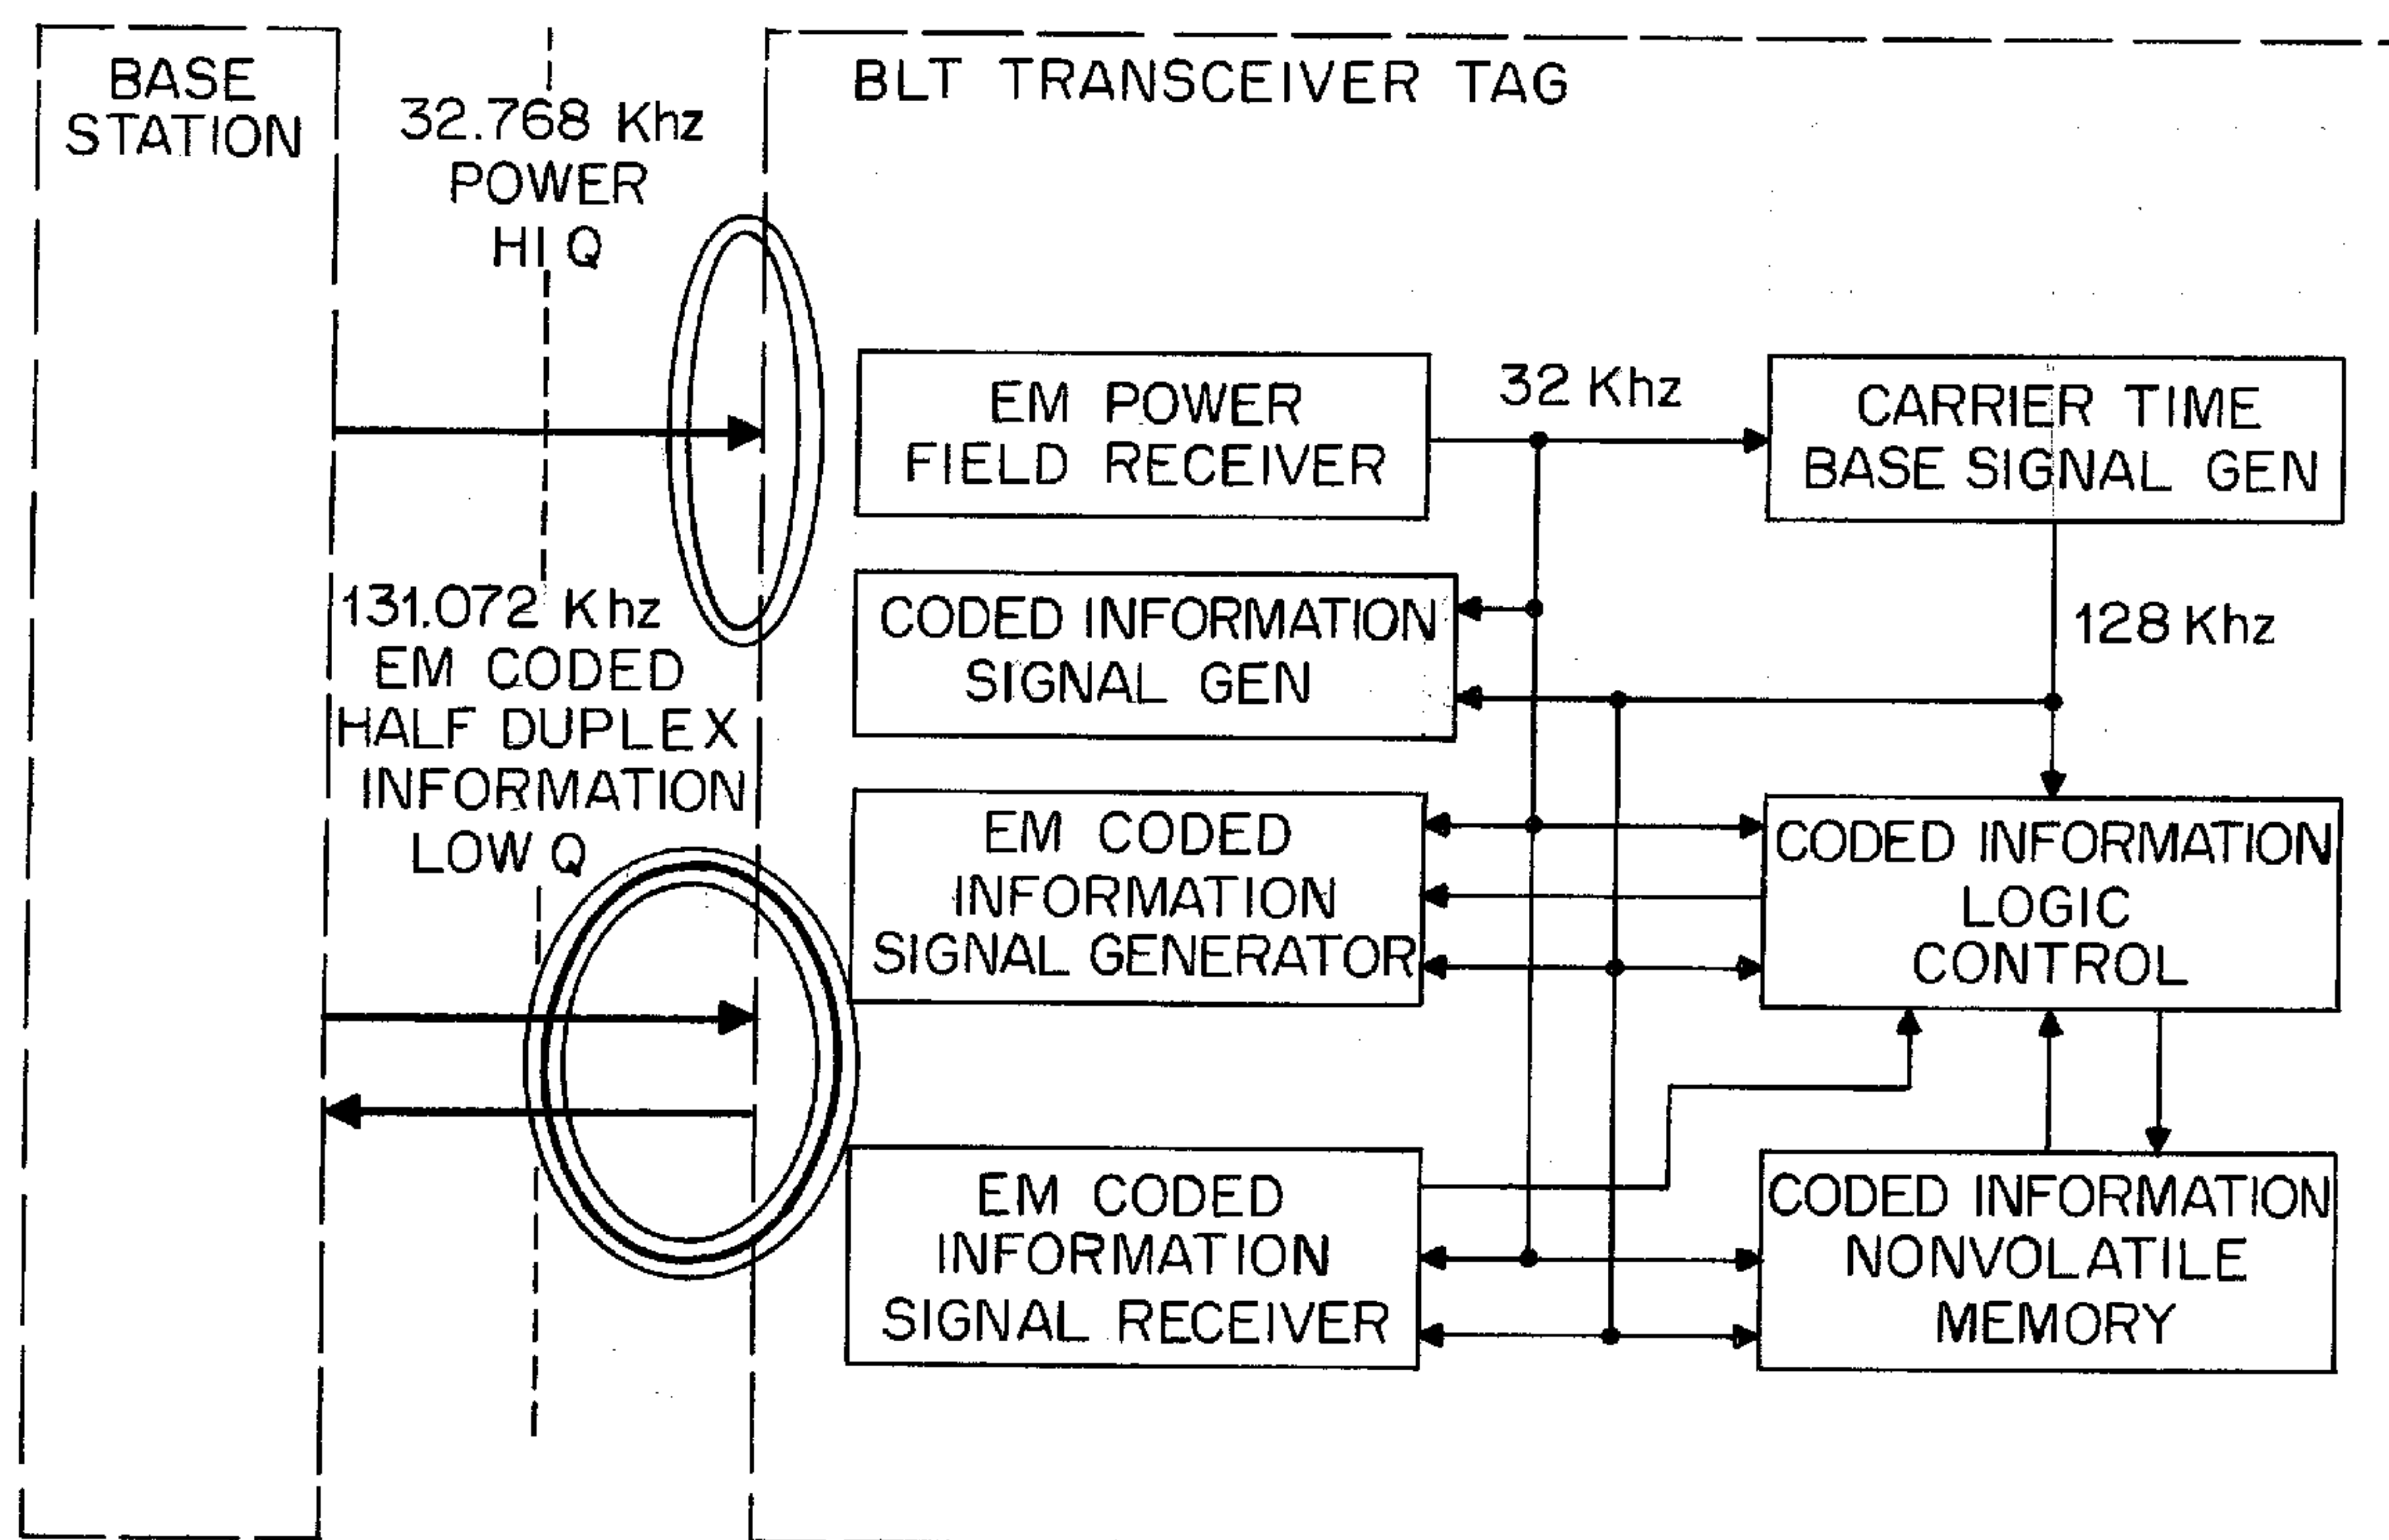 BASE
STATION
32.768 Khz
POWER
HI Q
131.072 Khz
EM CODED
HALF DUPLEX
INFORMATION
LOW Q
BLT TRANSCEIVER TAG
EM POWER
FIELD RECEIVER
32 Khz
CARRIER TIME
BASE SIGNAL GEN
CODED INFORMATION
SIGNAL GEN
128 Khz
EM CODED
INFORMATION
SIGNAL GENERATOR
CODED INFORMATION
LOGIC
CONTROL
EM CODED
INFORMATION
SIGNAL RECEIVER
CODED INFORMATION
NONVOLATILE
MEMORY